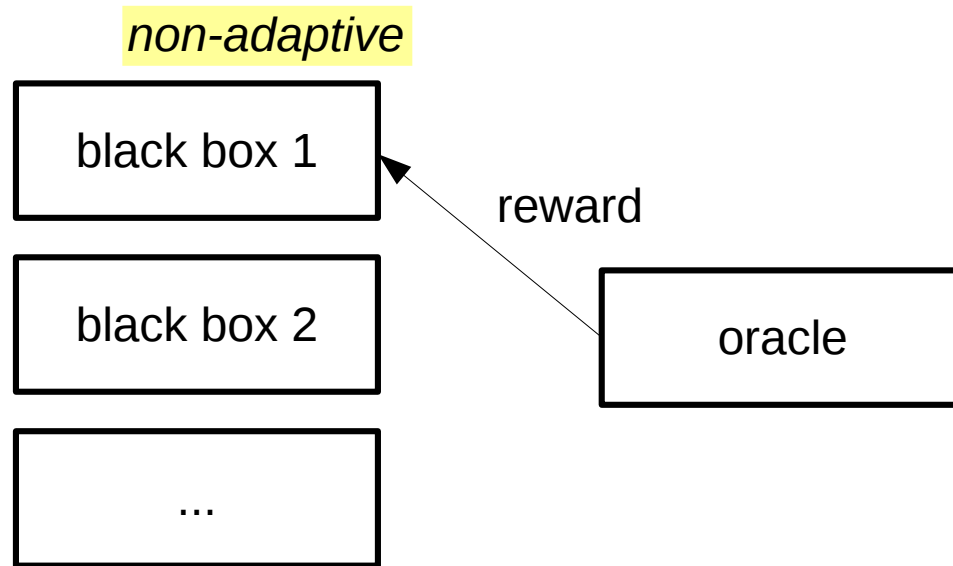 non-adaptive
black box 1
reward
black box 2
oracle
...